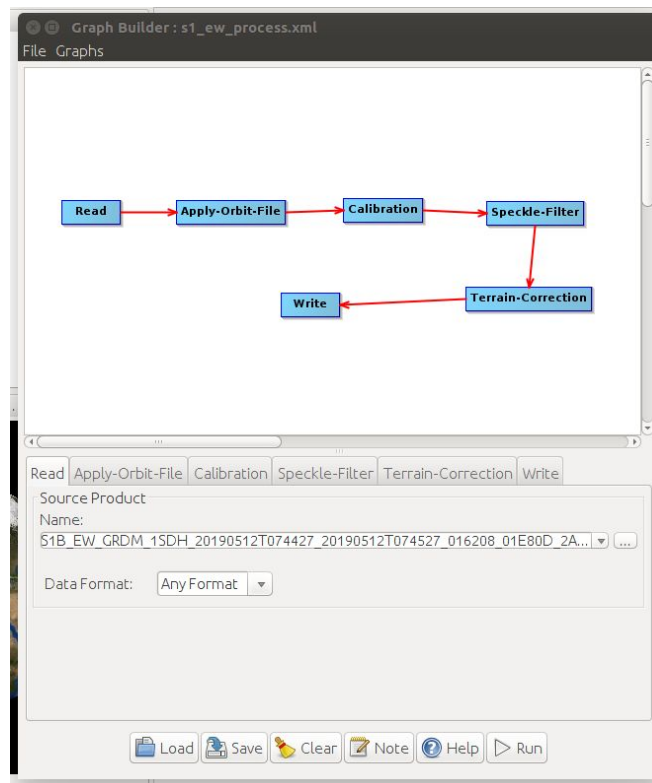 Graph Builder : s1_ew_process.xml
File Graphs
Read
Apply-Orbit-File
Calibration
Speckle-Filter
Write
Terrain-Correction
Read Apply-Orbit-File Calibration Speckle-Filter Terrain-Correction Write
Source Product
Name:
S1B_EW_GRDM_1SDH_20190512T074427_20190512T074527_016208_01E80D_2A... ...
Data Format: Any Format
Load Save Clear Note Help Run